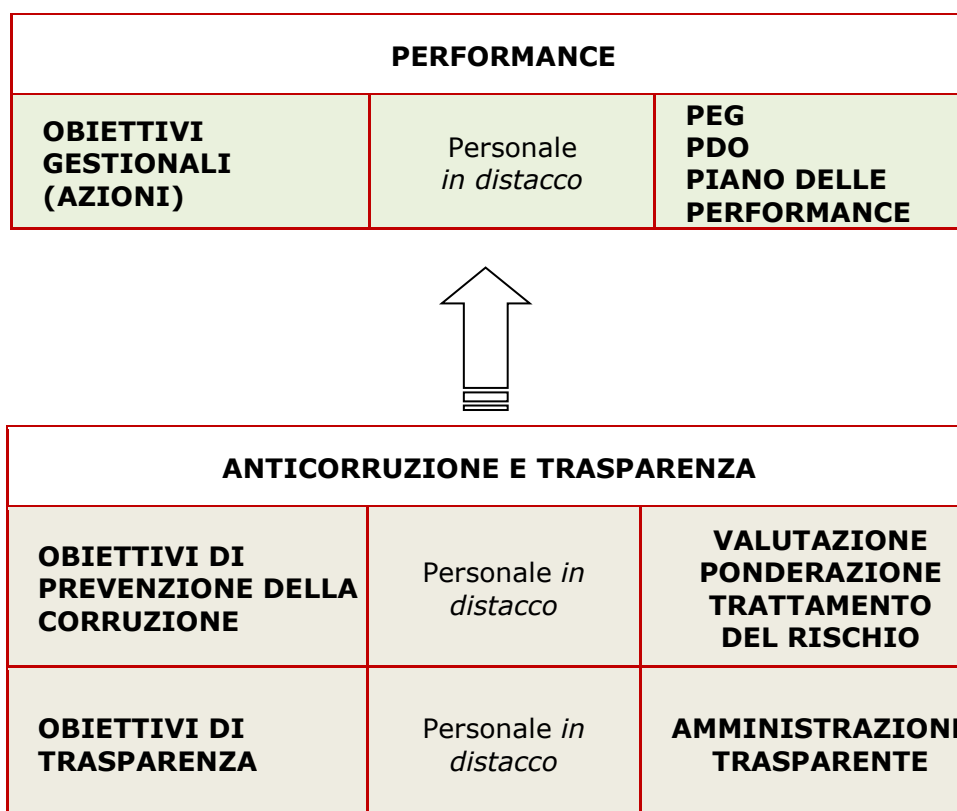 PERFORMANCE
OBIETTIVI
GESTIONALI
(AZIONI)
Personale
in distacco
PEG
PDO
PIANO DELLE
PERFORMANCE
ANTICORRUZIONE E TRASPARENZA
OBIETTIVI DI
PREVENZIONE DELLA
CORRUZIONE
Personale in
distacco
VALUTAZIONE
PONDERAZIONE
TRATTAMENTO
DEL RISCHIO
OBIETTIVI DI
TRASPARENZA
Personale in
distacco
AMMINISTRAZIONE
TRASPARENTE